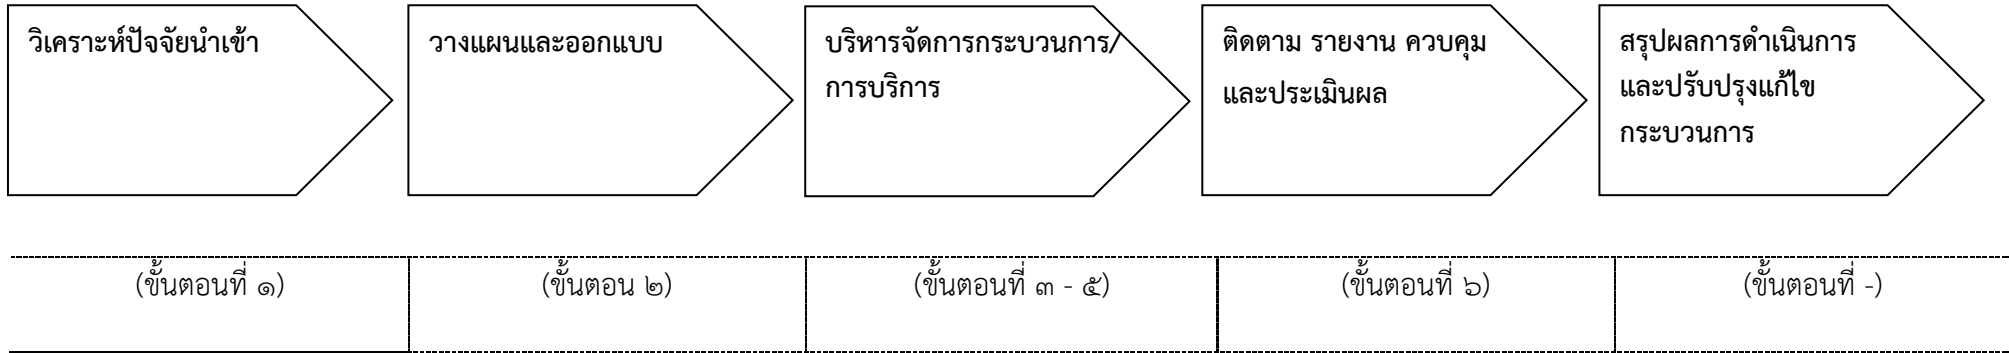 วิเคราะห์ปัจจัยนำเข้า
วางแผนและออกแบบ
บริหารจัดการกระบวนการ/
การบริการ
ติดตาม รายงาน ควบคุม
และประเมินผล
สรุปผลการดำเนินการ
และปรับปรุงแก้ไข
กระบวนการ
(ขั้นตอนที่ ๑)
(ขั้นตอน ๒)
(ขั้นตอนที่ ๓ - ๕)
(ขั้นตอนที่ ๖)
(ขั้นตอนที่ -)